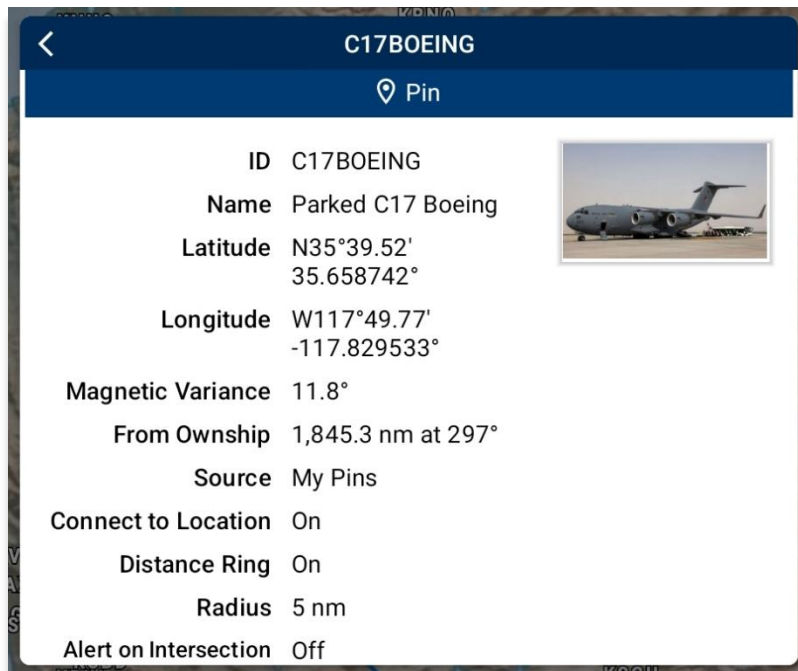 KRNO
C17BOEING
Pin
ID C17BOEING
Name Parked C17 Boeing
Latitude N35°39.52'
35.658742°
Longitude W117°49.77'
-117.829533°
Magnetic Variance 11.8°
From Ownship 1,845.3 nm at 297°
Source My Pins
Connect to Location On
Distance Ring On
Radius 5 nm
Alert on Intersection Off